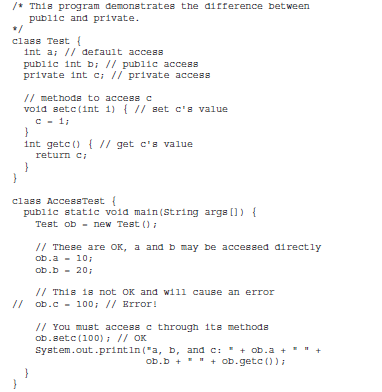 /* This program demonstrates the difference between
   public and private.
*/
class Test {
  int a; // default access
  public int b; // public access
  private int c; // private access

  // methods to access c
  void setc(int i) { // set c's value
    c = i;
  }
  int getc() { // get c's value
    return c;
  }
}

class AccessTest {
  public static void main(String args[]) {
    Test ob = new Test();

    // These are OK, a and b may be accessed directly
    ob.a = 10;
    ob.b = 20;

    // This is not OK and will cause an error
//  ob.c = 100; // Error!

    // You must access c through its methods
    ob.setc(100); // OK
    System.out.println("a, b, and c: " + ob.a + " " +
                       ob.b + " " + ob.getc());
  }
}